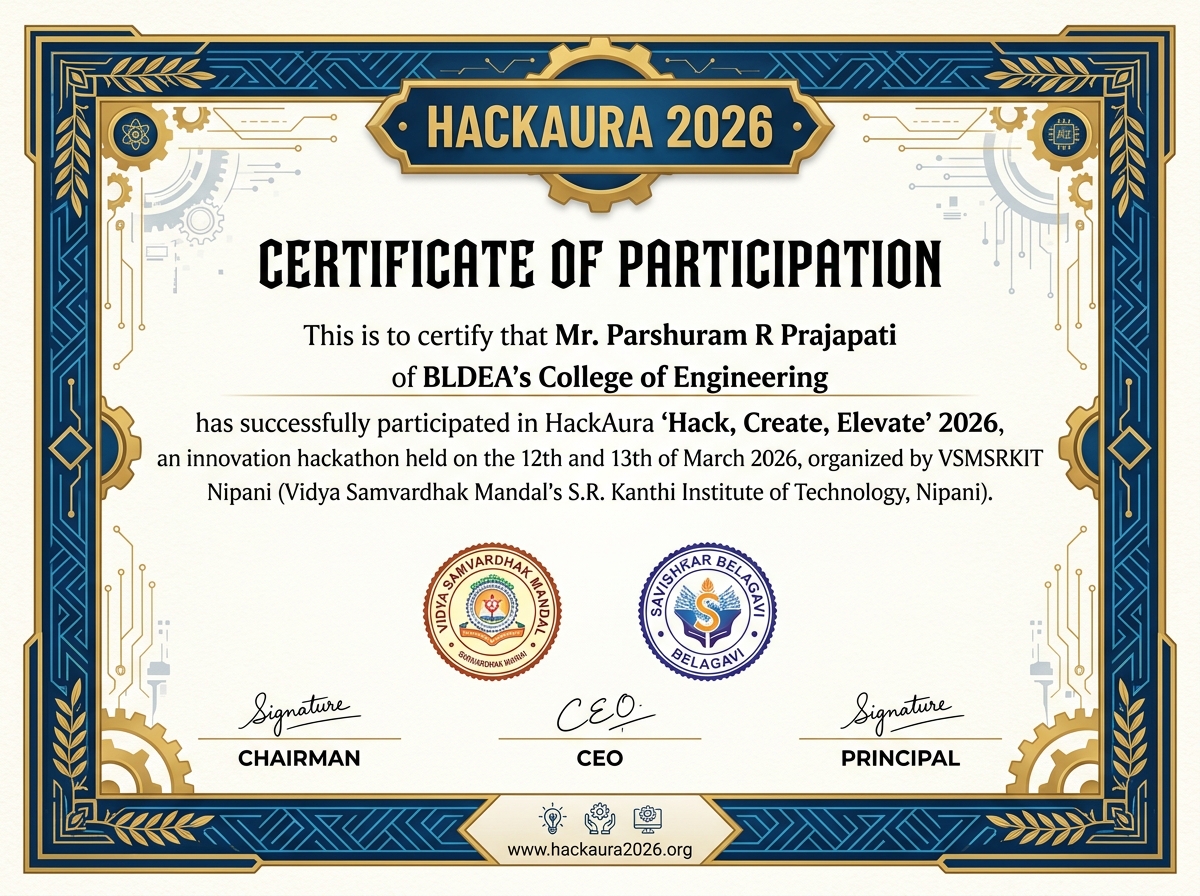 HACKAURA 2026
AI
CERTIFICATE OF PARTICIPATION
This is to certify that Mr. Parshuram R Prajapati
of BLDEA’s College of Engineering
has successfully participated in HackAura ‘Hack, Create, Elevate’ 2026,
an innovation hackathon held on the 12th and 13th of March 2026, organized by VSMSRKIT
Nipani (Vidya Samvardhak Mandal’s S.R. Kanthi Institute of Technology, Nipani).
VIDYA SAMVARDHAK MANDAL
SAVISHKAR BELAGAVI
S
BELAGAVI
Signature
CHAIRMAN
CEO.
CEO
Signature
PRINCIPAL
www.hackaura2026.org